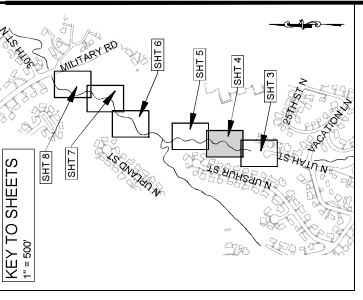 KEY TO SHEETS
1" = 500'
SHT 8
SHT 7
SHT 6
SHT 5
SHT 4
SHT 3
30TH ST N
MILITARY RD
N UPLAND ST
N UPSHUR ST
N UTAH ST
25TH ST N
VACATION LN